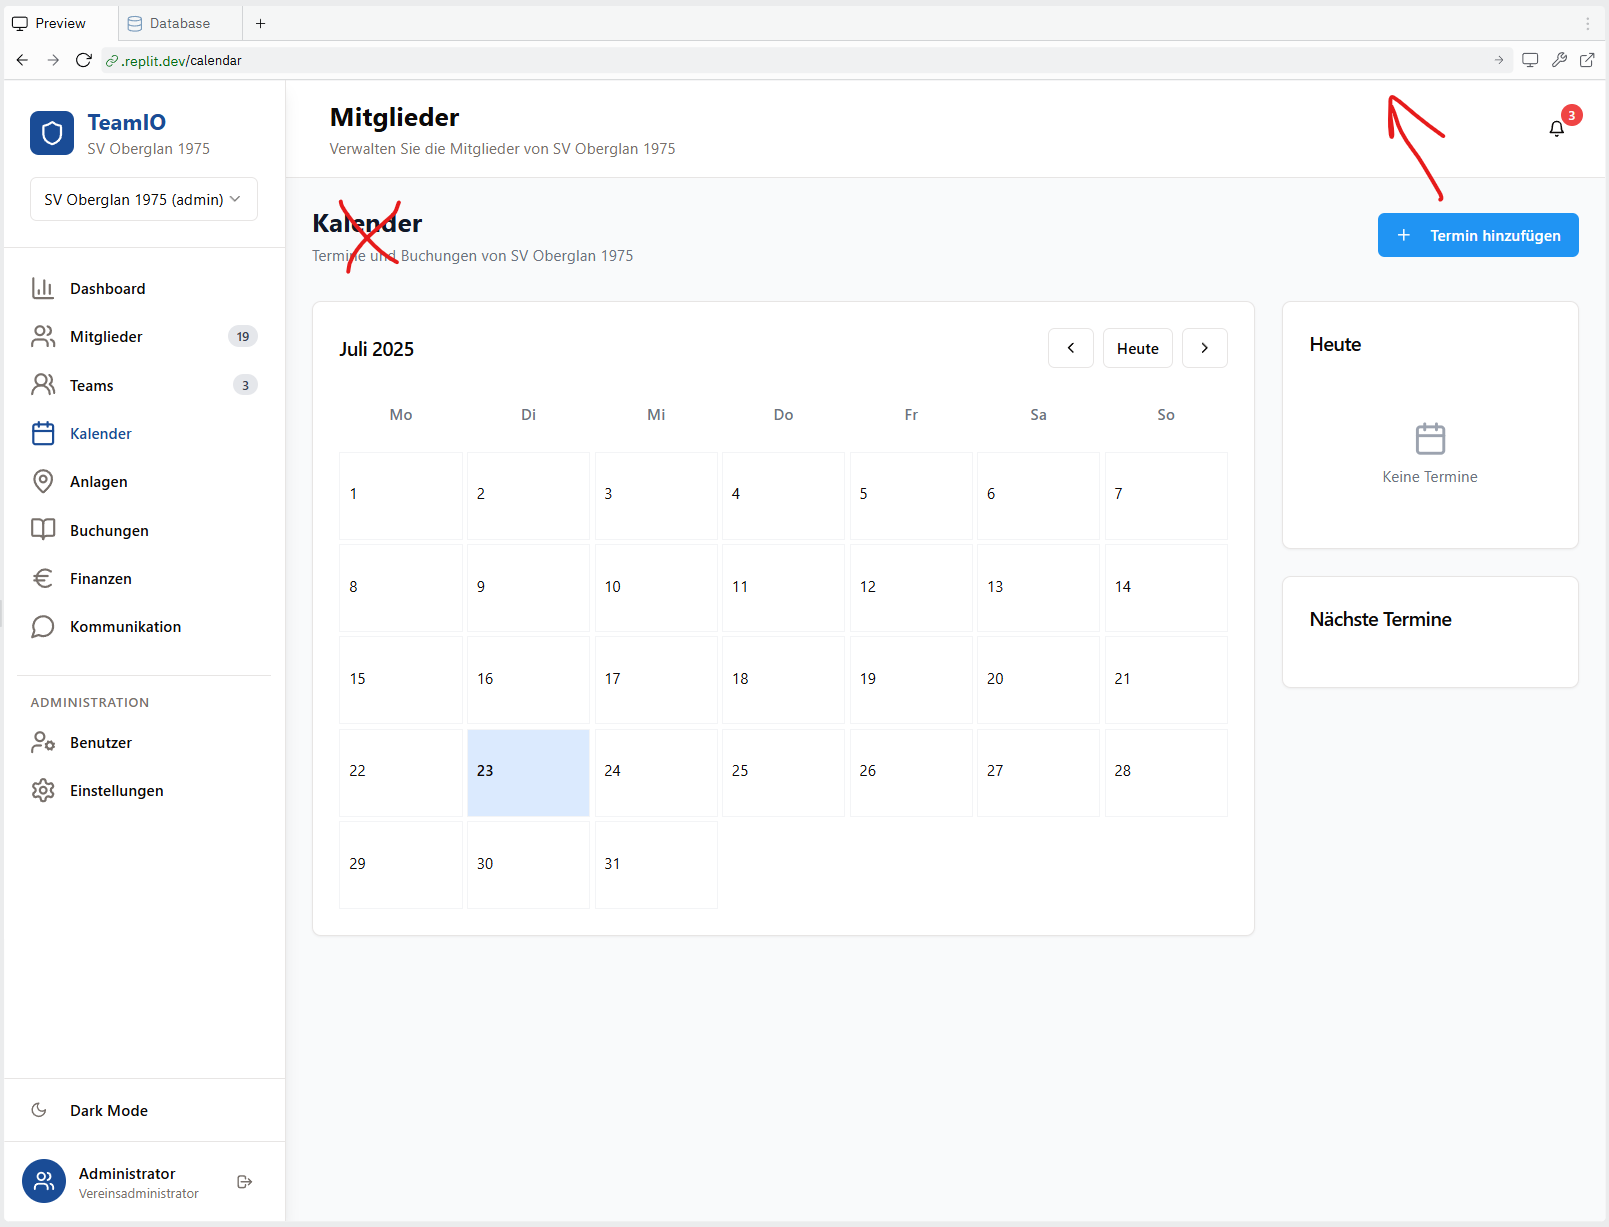 Preview
Database
.replit.dev/calendar
TeamIO
SV Oberglan 1975
SV Oberglan 1975 (admin)
Dashboard
Mitglieder 19
Teams 3
Kalender
Anlagen
Buchungen
Finanzen
Kommunikation
ADMINISTRATION
Benutzer
Einstellungen
Dark Mode
Administrator
Vereinsadministrator
Mitglieder
Verwalten Sie die Mitglieder von SV Oberglan 1975
3
Kalender
Termine und Buchungen von SV Oberglan 1975
+ Termin hinzufügen
Juli 2025
< Heute >
Mo Di Mi Do Fr Sa So
1 2 3 4 5 6 7
8 9 10 11 12 13 14
15 16 17 18 19 20 21
22 23 24 25 26 27 28
29 30 31
Heute
Keine Termine
Nächste Termine